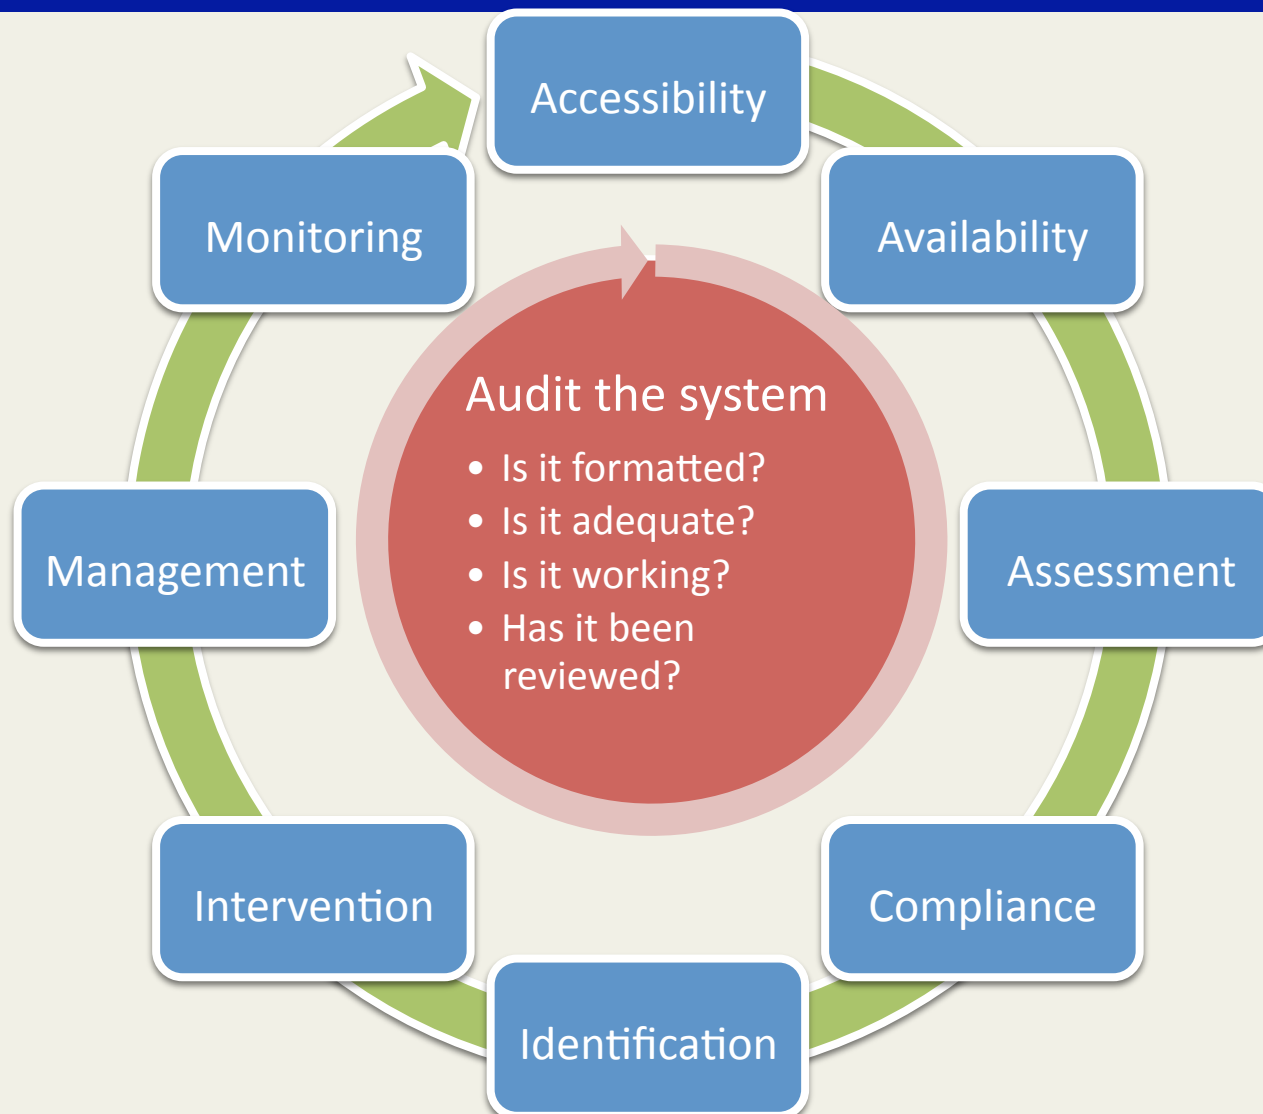 Accessibility
Availability
Assessment
Compliance
Identification
Intervention
Management
Monitoring
Audit the system
• Is it formatted?
• Is it adequate?
• Is it working?
• Has it been
reviewed?